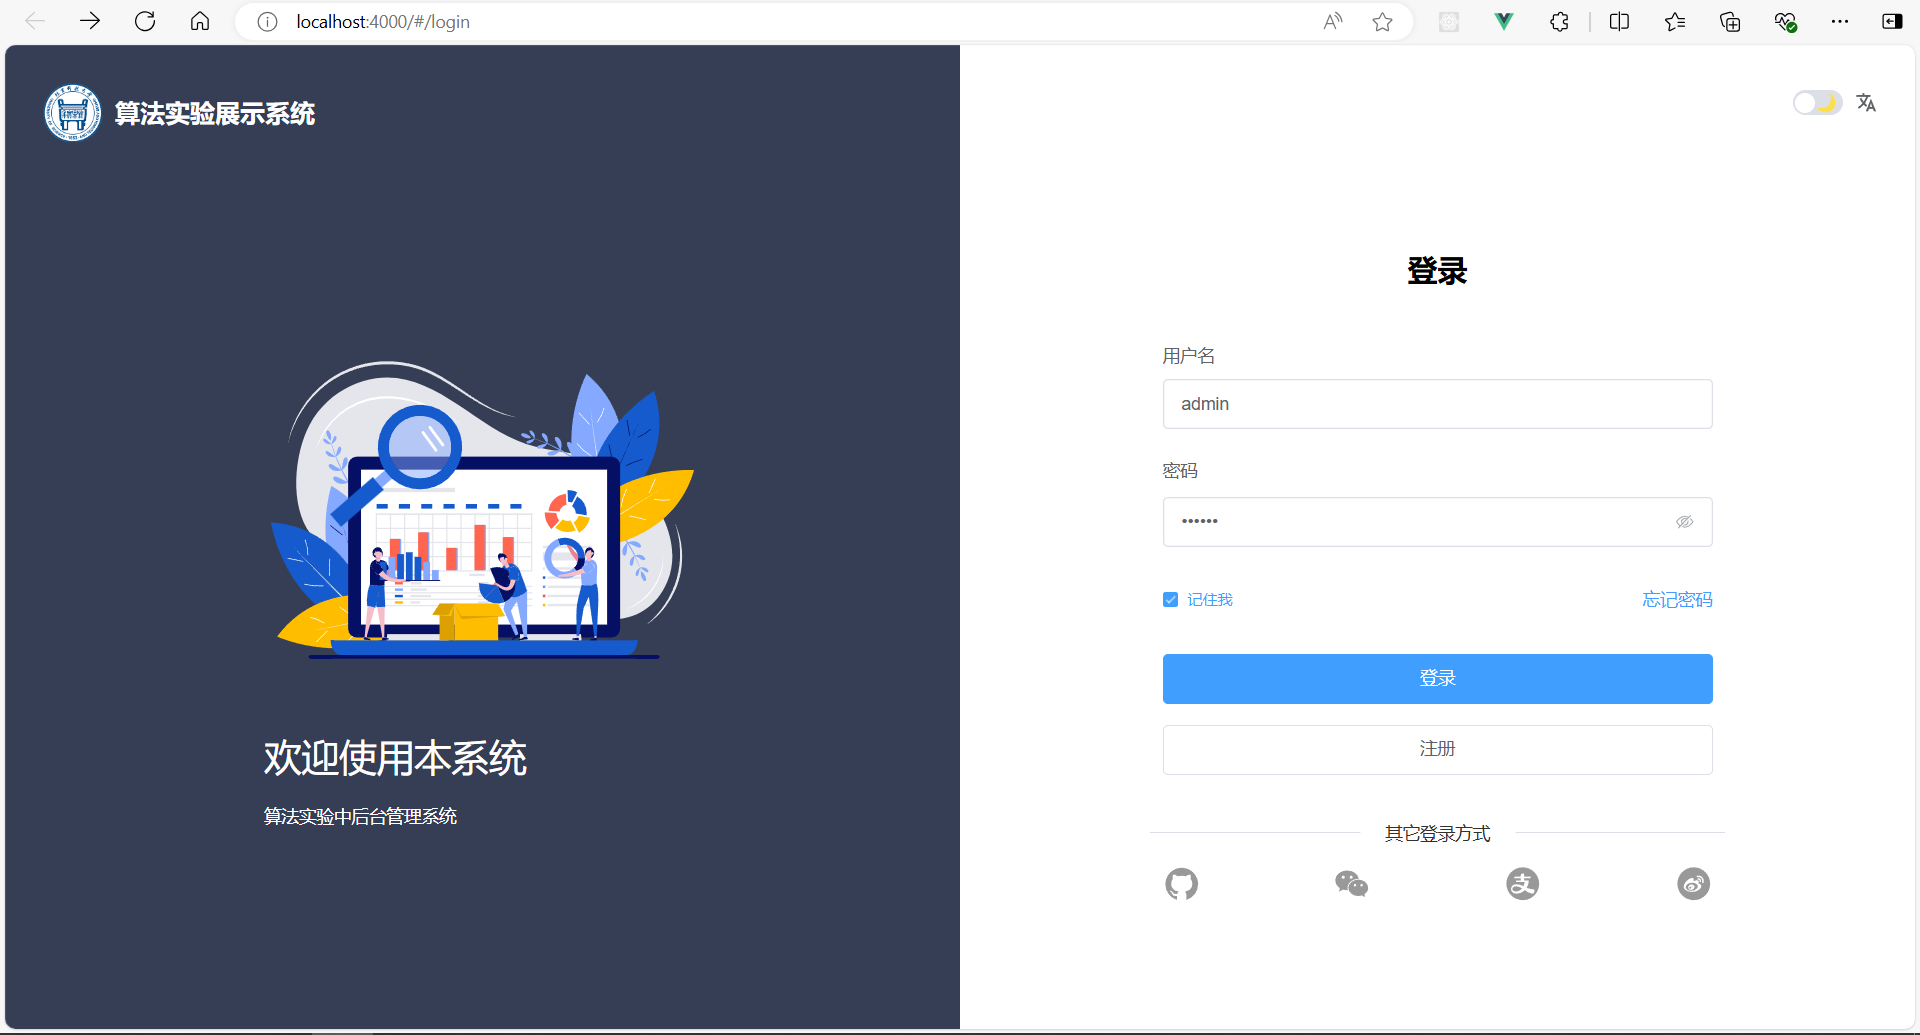 localhost:4000/#/login
算法实验展示系统
欢迎使用本系统
算法实验中后台管理系统
登录
用户名
admin
密码
••••••
记住我
忘记密码
登录
注册
其它登录方式